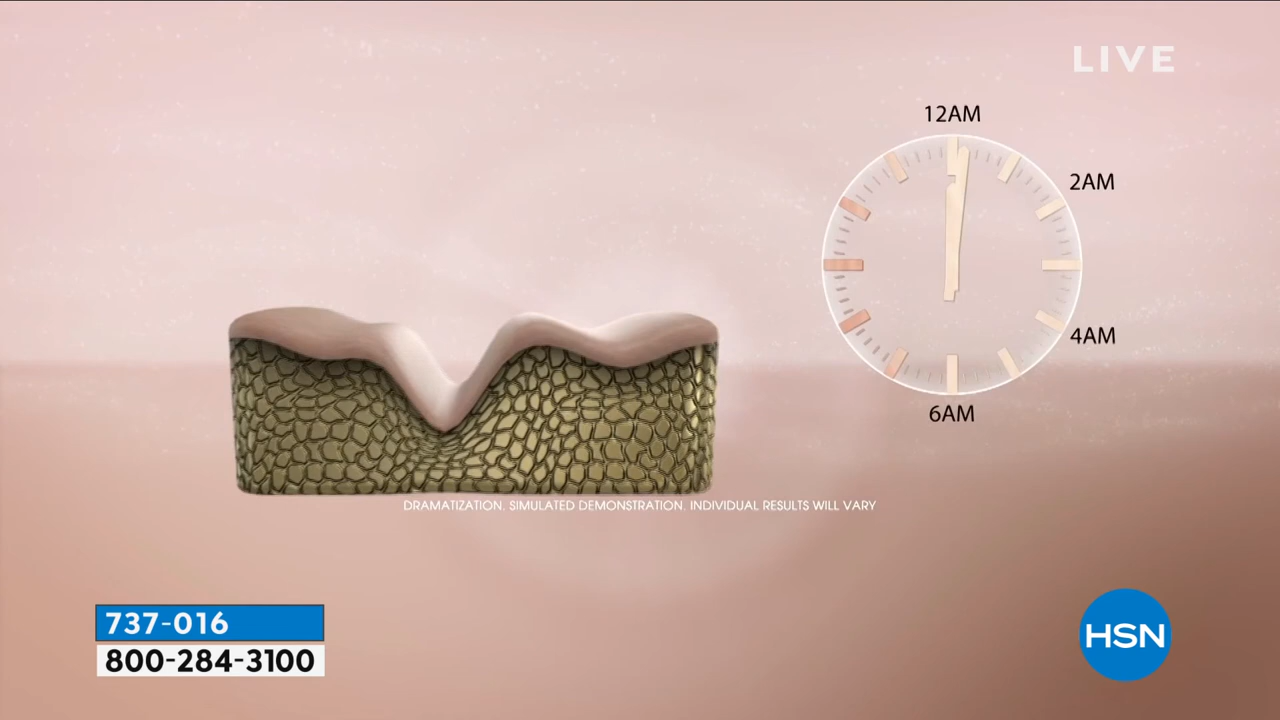 LIVE
12AM
2AM
4AM
6AM
DRAMATIZATION. SIMULATED DEMONSTRATION. INDIVIDUAL RESULTS WILL VARY
737-016
800-284-3100
HSN